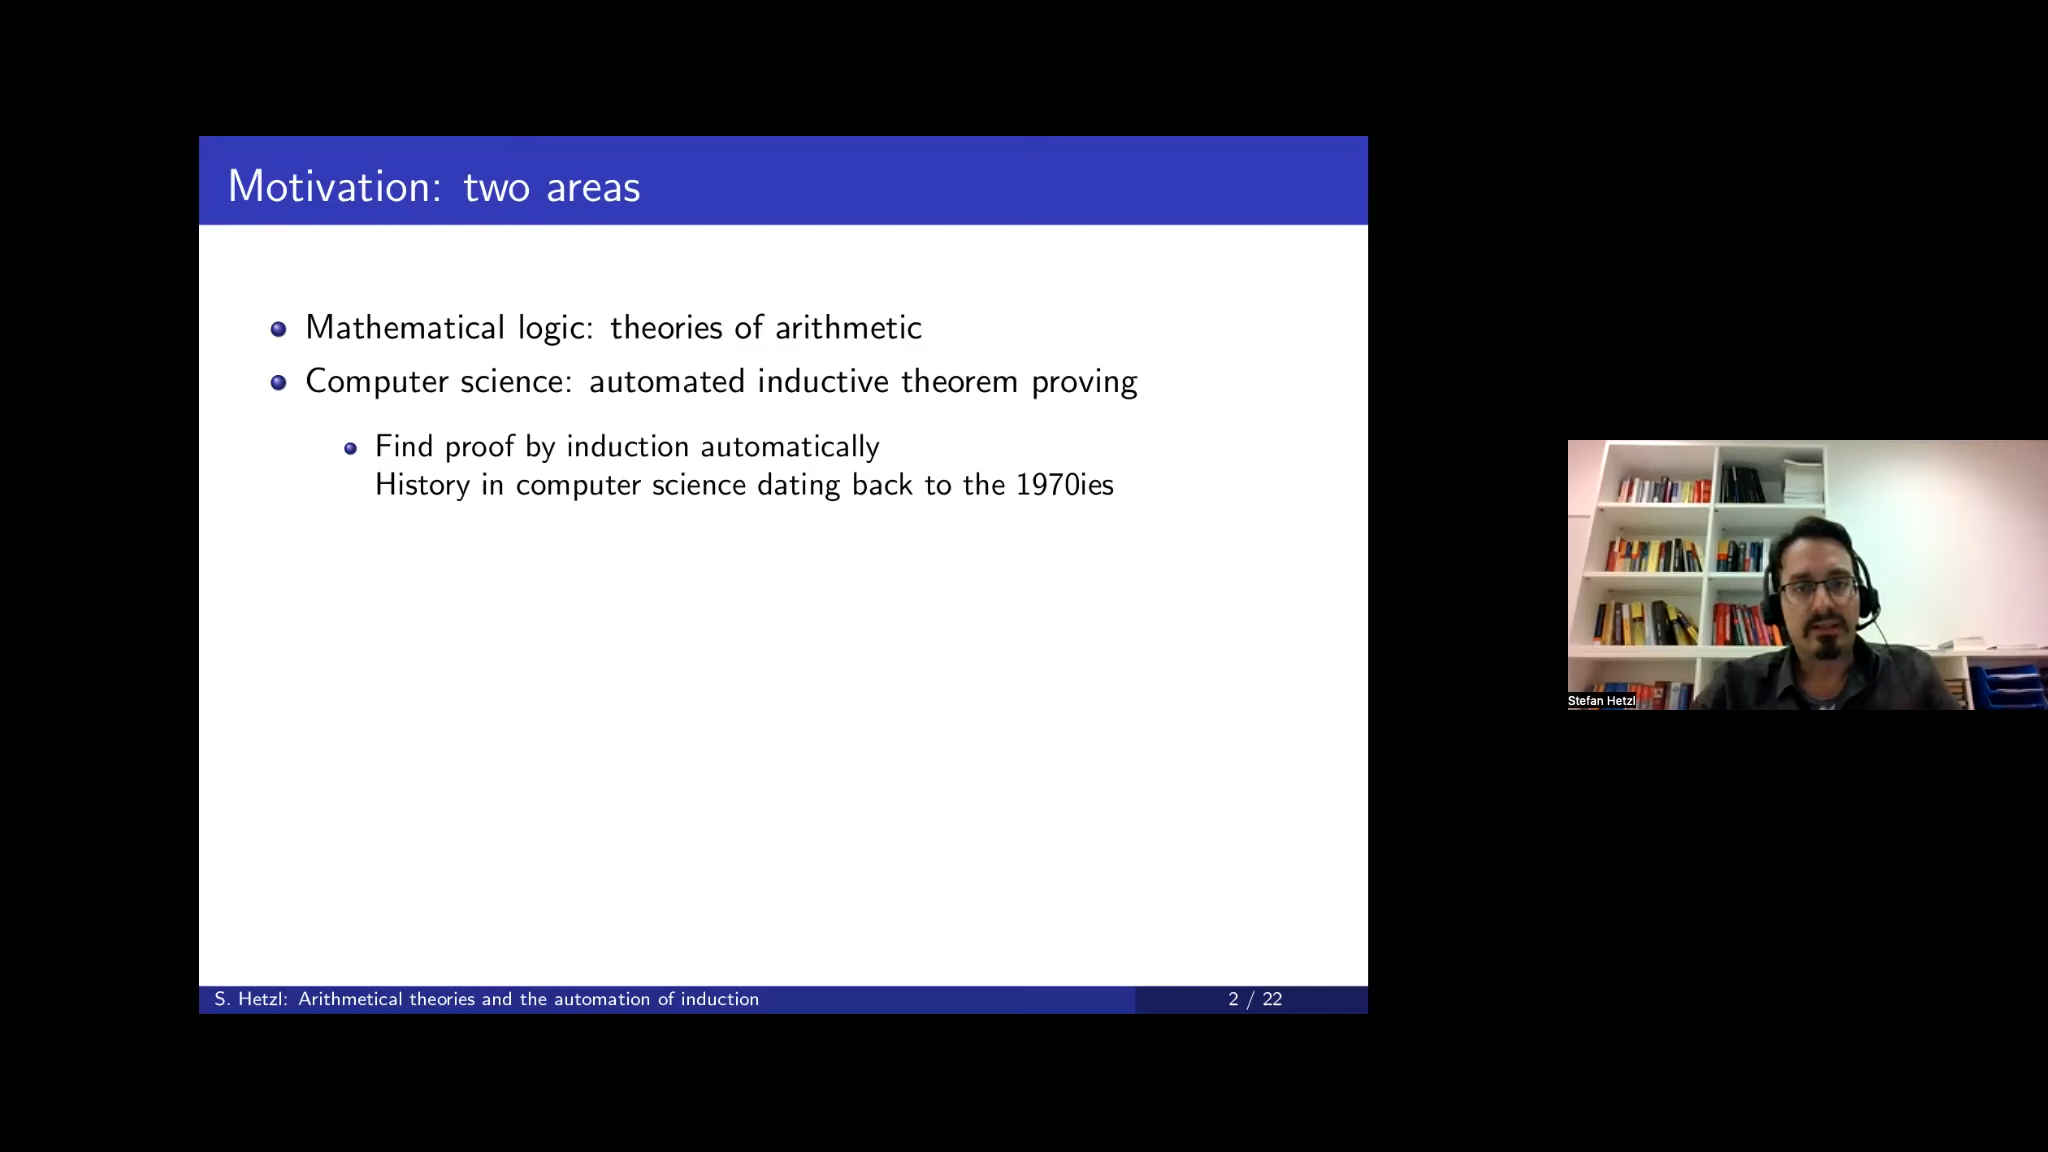 Motivation: two areas
Mathematical logic: theories of arithmetic
Computer science: automated inductive theorem proving
Find proof by induction automatically
History in computer science dating back to the 1970ies
S. Hetzl: Arithmetical theories and the automation of induction
2 / 22
Stefan Hetzl